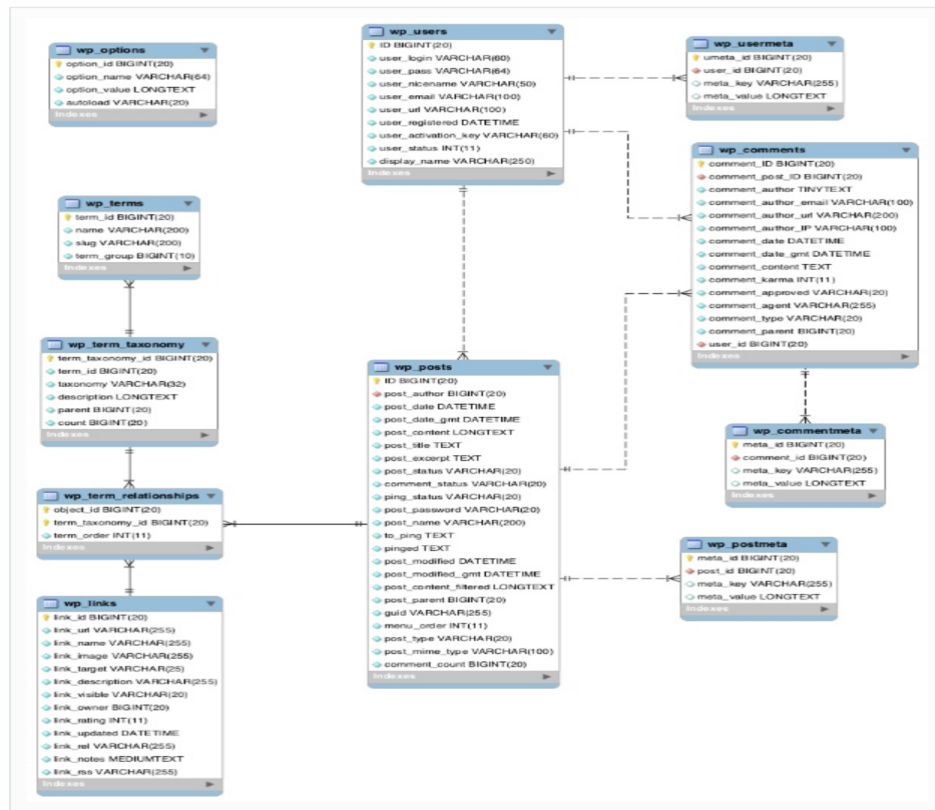 wp_options
option_id BIGINT(20)
option_name VARCHAR(64)
option_value LONGTEXT
autoload VARCHAR(20)
Indexes
wp_users
ID BIGINT(20)
user_login VARCHAR(60)
user_pass VARCHAR(64)
user_nicename VARCHAR(50)
user_email VARCHAR(100)
user_url VARCHAR(100)
user_registered DATETIME
user_activation_key VARCHAR(60)
user_status INT(11)
display_name VARCHAR(250)
Indexes
wp_usermeta
umeta_id BIGINT(20)
user_id BIGINT(20)
meta_key VARCHAR(255)
meta_value LONGTEXT
Indexes
wp_comments
comment_ID BIGINT(20)
comment_post_ID BIGINT(20)
comment_author TINYTEXT
comment_author_email VARCHAR(100)
comment_author_url VARCHAR(200)
comment_author_IP VARCHAR(100)
comment_date DATETIME
comment_date_gmt DATETIME
comment_content TEXT
comment_karma INT(11)
comment_approved VARCHAR(20)
comment_agent VARCHAR(255)
comment_type VARCHAR(20)
comment_parent BIGINT(20)
user_id BIGINT(20)
Indexes
wp_terms
term_id BIGINT(20)
name VARCHAR(200)
slug VARCHAR(200)
term_group BIGINT(10)
Indexes
wp_term_taxonomy
term_taxonomy_id BIGINT(20)
term_id BIGINT(20)
taxonomy VARCHAR(32)
description LONGTEXT
parent BIGINT(20)
count BIGINT(20)
Indexes
wp_posts
ID BIGINT(20)
post_author BIGINT(20)
post_date DATETIME
post_date_gmt DATETIME
post_content LONGTEXT
post_title TEXT
post_excerpt TEXT
post_status VARCHAR(20)
comment_status VARCHAR(20)
ping_status VARCHAR(20)
post_password VARCHAR(20)
post_name VARCHAR(200)
to_ping TEXT
pinged TEXT
post_modified DATETIME
post_modified_gmt DATETIME
post_content_filtered LONGTEXT
post_parent BIGINT(20)
guid VARCHAR(255)
menu_order INT(11)
post_type VARCHAR(20)
post_mime_type VARCHAR(100)
comment_count BIGINT(20)
Indexes
wp_commentmeta
meta_id BIGINT(20)
comment_id BIGINT(20)
meta_key VARCHAR(255)
meta_value LONGTEXT
Indexes
wp_term_relationships
object_id BIGINT(20)
term_taxonomy_id BIGINT(20)
term_order INT(11)
Indexes
wp_postmeta
meta_id BIGINT(20)
post_id BIGINT(20)
meta_key VARCHAR(255)
meta_value LONGTEXT
Indexes
wp_links
link_id BIGINT(20)
link_url VARCHAR(255)
link_name VARCHAR(255)
link_image VARCHAR(255)
link_target VARCHAR(25)
link_description VARCHAR(255)
link_visible VARCHAR(20)
link_owner BIGINT(20)
link_rating INT(11)
link_updated DATETIME
link_rel VARCHAR(255)
link_notes MEDIUMTEXT
link_rss VARCHAR(255)
Indexes